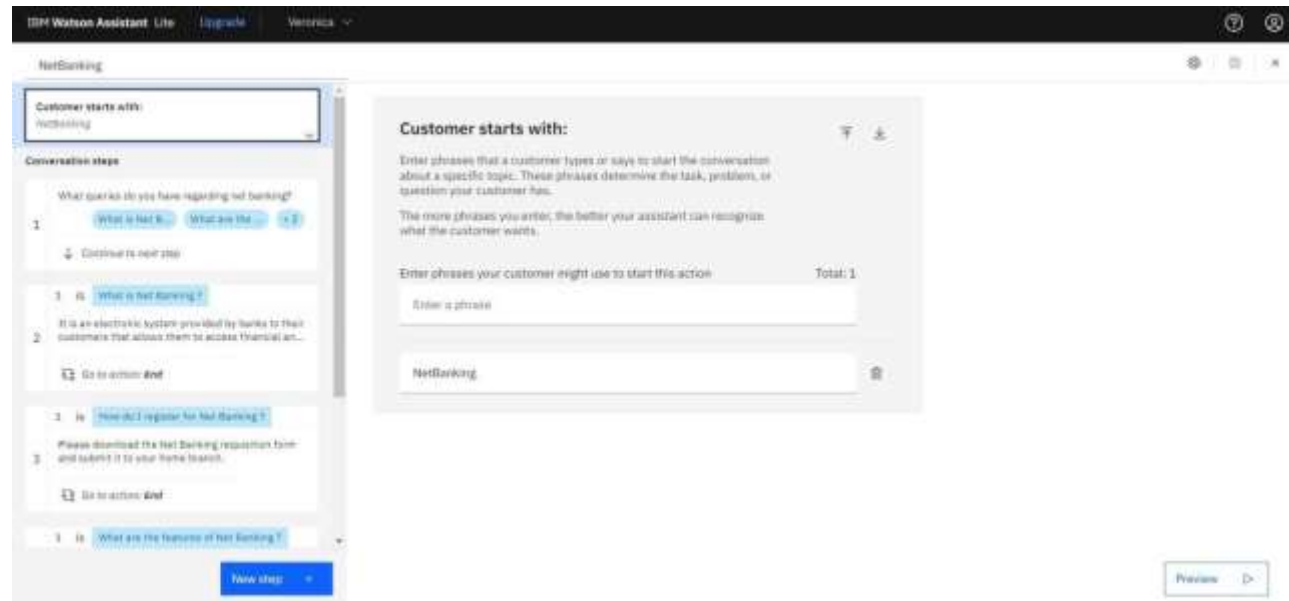 IBM Watson Assistant Lite Upgrade Veronica
NetBanking
Customer starts with:
NetBanking
Conversation steps
What queries do you have regarding net banking?
1
What is Net B... What are the ... + 2
Continue to next step
1 is What is Net Banking ?
It is an electronic system provided by banks to their
2
customers that allows them to access financial an...
Go to action: End
1 is How do I register for Net Banking ?
Please download the Net Banking requisition form
3
and submit it to your home branch.
Go to action: End
1 is What are the features of Net Banking ?
New step +
Customer starts with:
Enter phrases that a customer types or says to start the conversation
about a specific topic. These phrases determine the task, problem, or
question your customer has.
The more phrases you enter, the better your assistant can recognize
what the customer wants.
Enter phrases your customer might use to start this action Total: 1
Enter a phrase
NetBanking
Preview